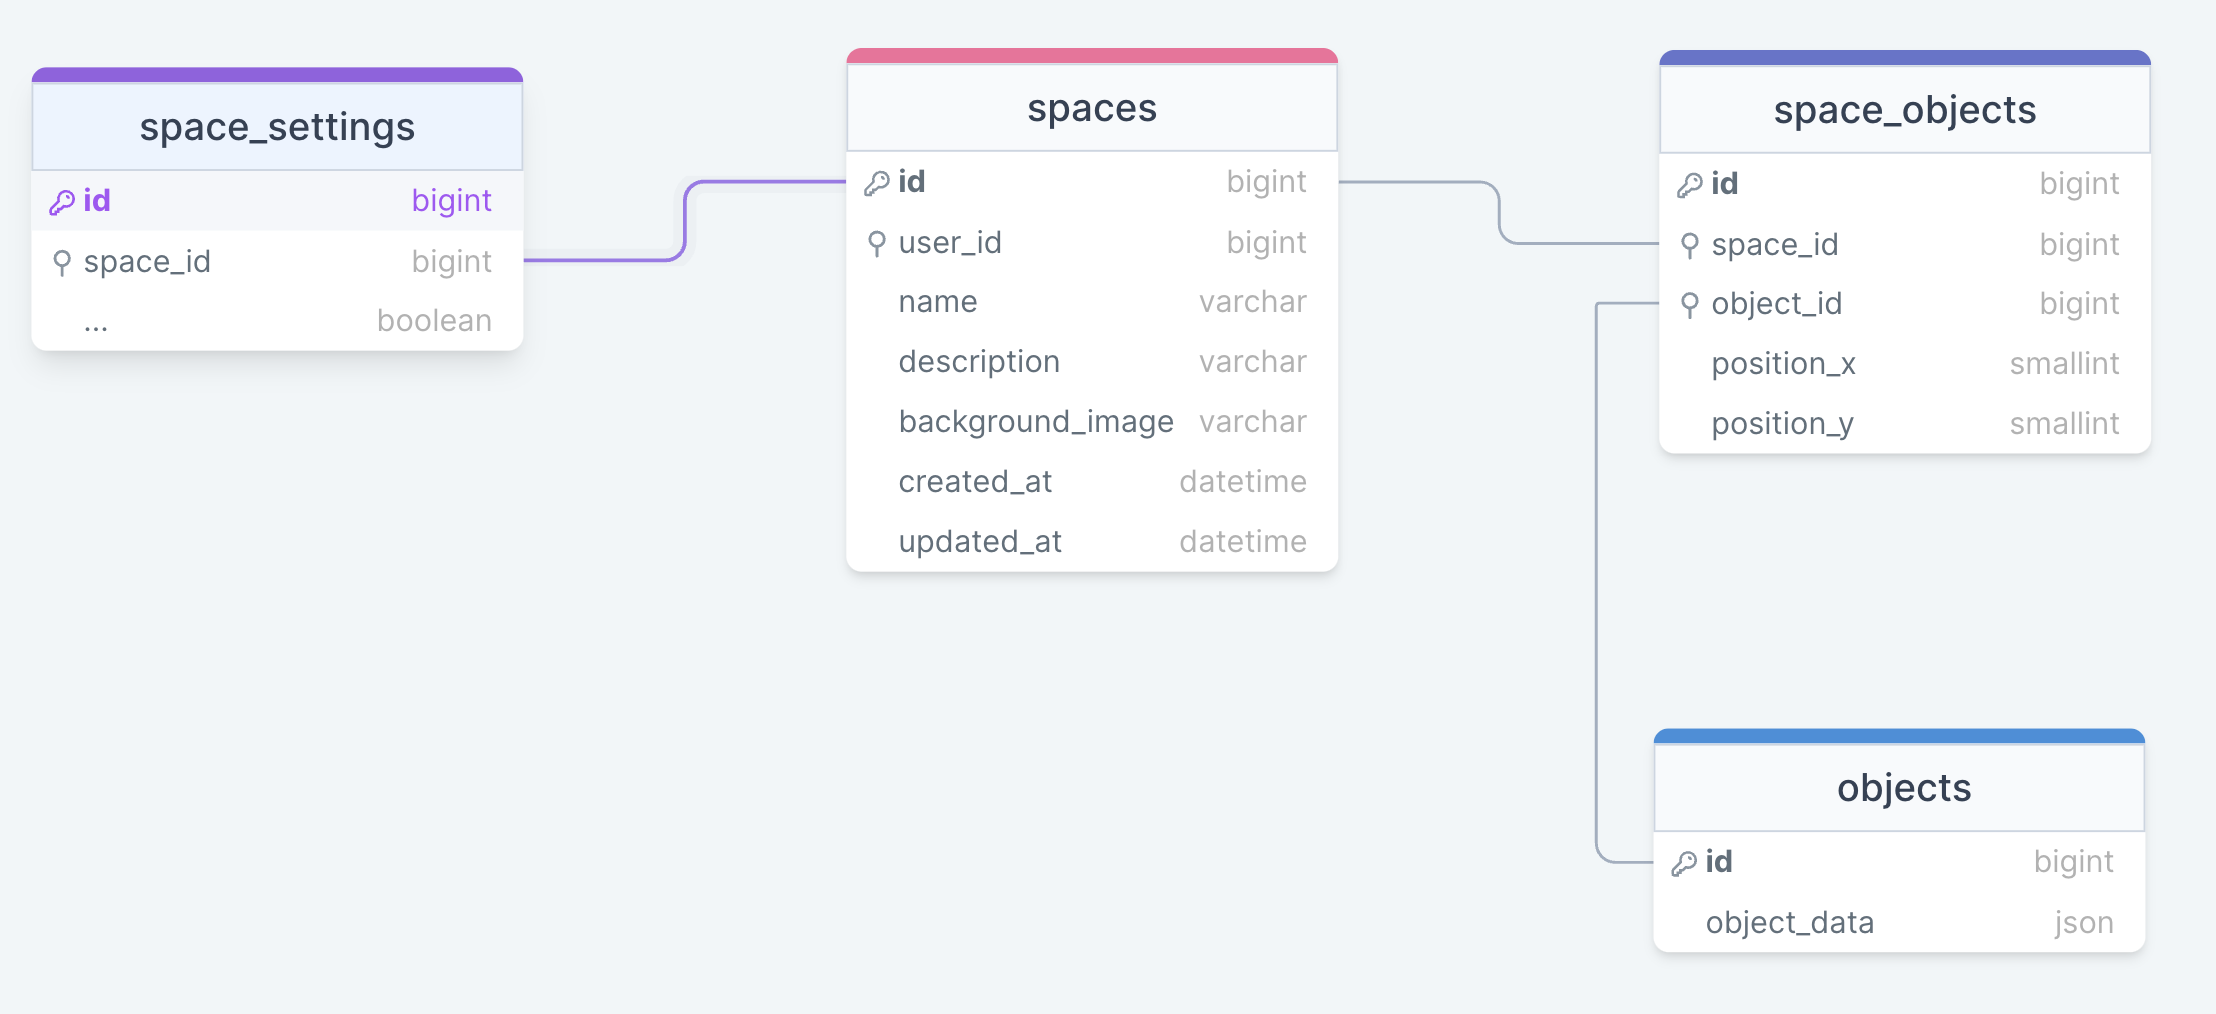 space_settings
id bigint
space_id bigint
... boolean
spaces
id bigint
user_id bigint
name varchar
description varchar
background_image varchar
created_at datetime
updated_at datetime
space_objects
id bigint
space_id bigint
object_id bigint
position_x smallint
position_y smallint
objects
id bigint
object_data json